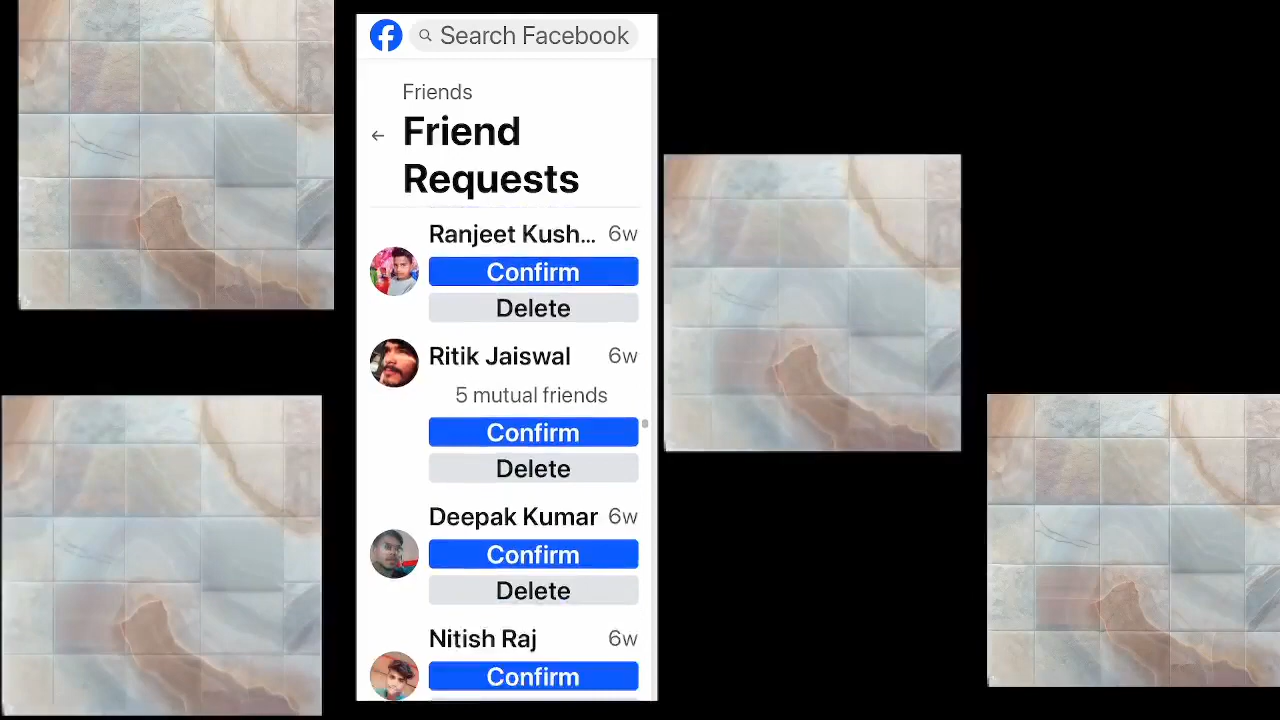 Search Facebook
Friends
Friend
Requests
Ranjeet Kush... 6w
Confirm
Delete
Ritik Jaiswal 6w
5 mutual friends
Confirm
Delete
Deepak Kumar 6w
Confirm
Delete
Nitish Raj 6w
Confirm